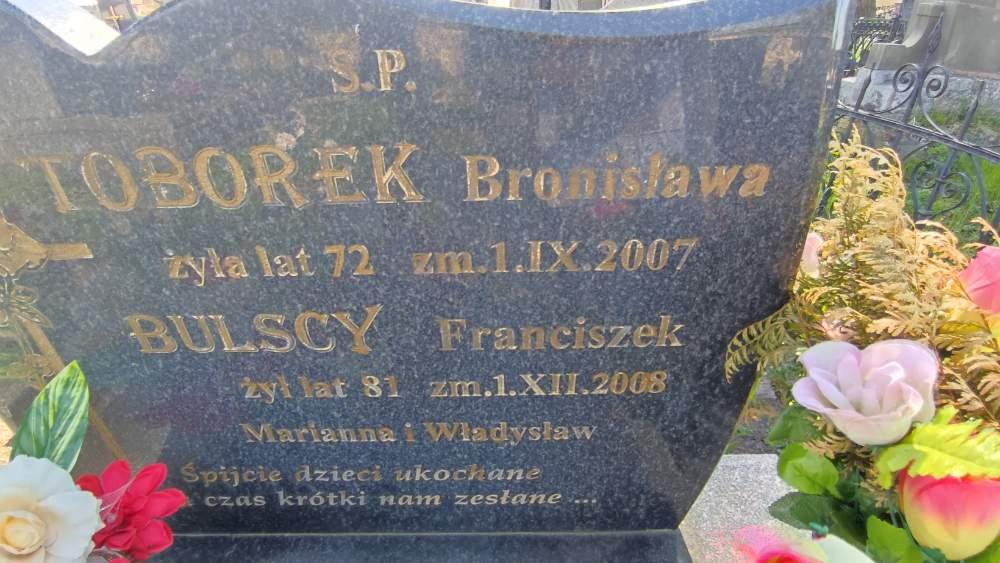 Ś.P.
TOBOREK Bronisława
żyła lat 72 zm.1.IX.2007
BULSCY Franciszek
żył lat 81 zm.1.XII.2008
Marianna i Władysław
Śpijcie dzieci ukochane
czas krótki nam zesłane ...